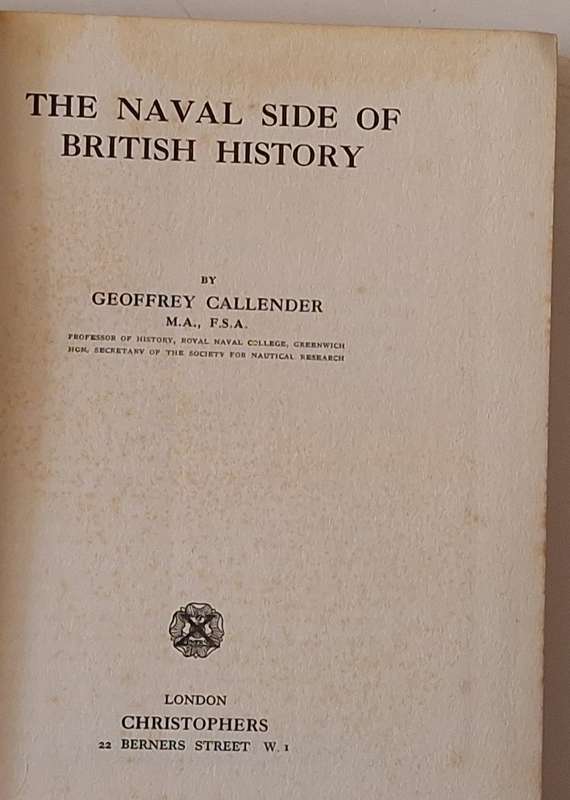 THE NAVAL SIDE OF
BRITISH HISTORY
BY
GEOFFREY CALLENDER
M.A., F.S.A.
PROFESSOR OF HISTORY, ROYAL NAVAL COLLEGE, GREENWICH
HON. SECRETARY OF THE SOCIETY FOR NAUTICAL RESEARCH
LONDON
CHRISTOPHERS
22 BERNERS STREET W. 1